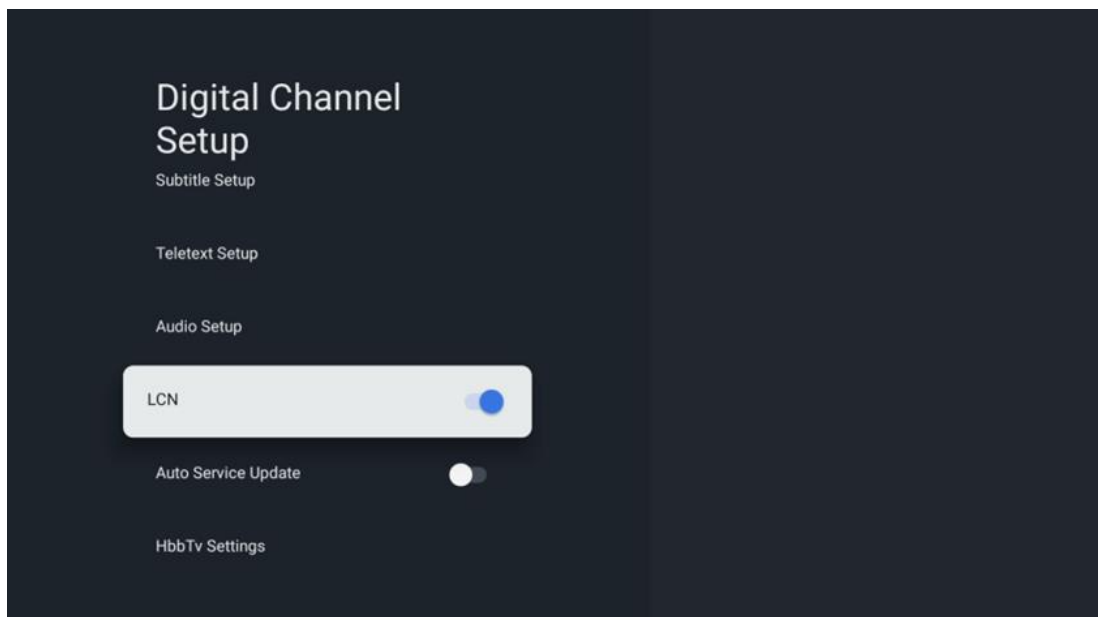 Digital Channel
Setup
Subtitle Setup
Teletext Setup
Audio Setup
LCN
Auto Service Update
HbbTv Settings